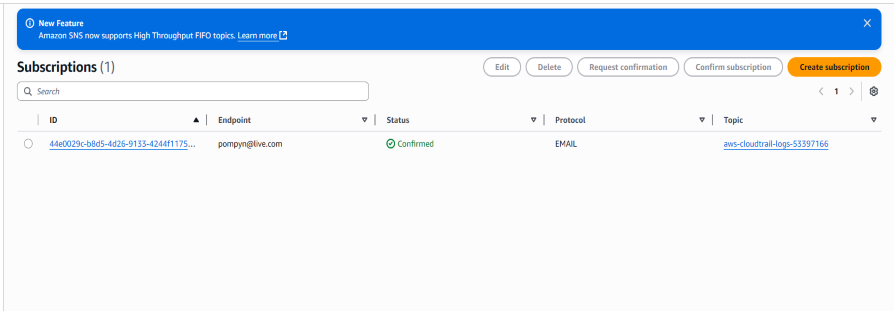 New Feature
Amazon SNS now supports High Throughput FIFO topics. Learn more
Subscriptions (1)
Edit
Delete
Request confirmation
Confirm subscription
Create subscription
Search
1
ID
Endpoint
Status
Protocol
Topic
44e0029c-b8d5-4d26-9133-4244f1175...
pompyn@live.com
Confirmed
EMAIL
aws-cloudtrail-logs-53397166